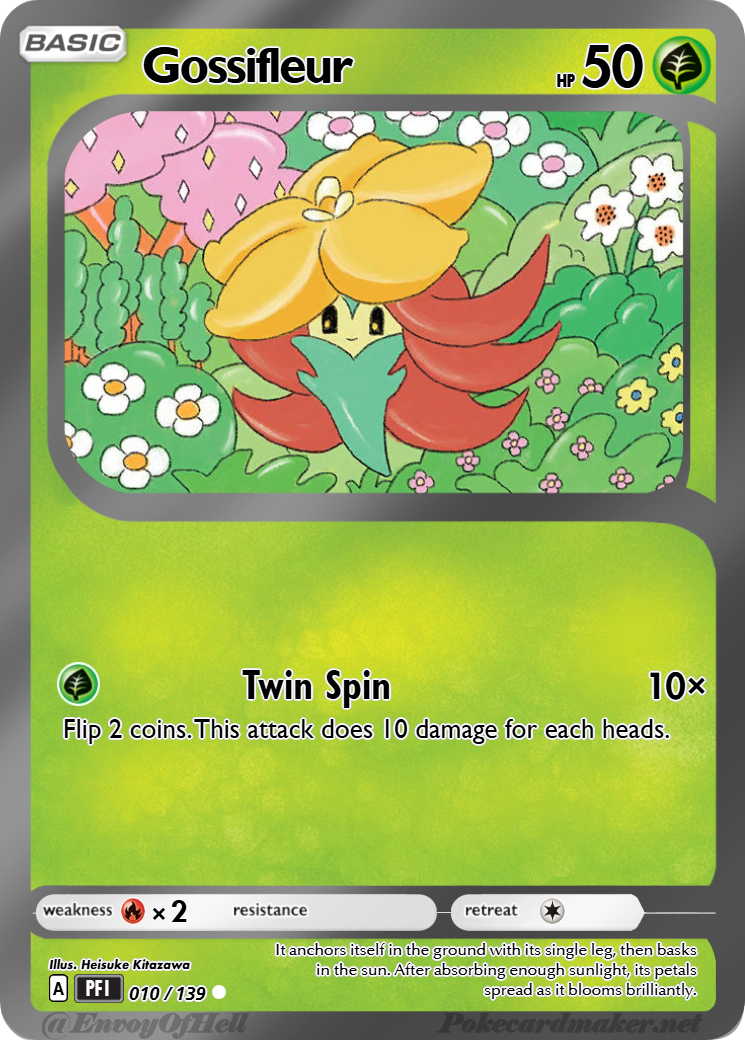 BASIC Gossifleur HP 50
Twin Spin 10×
Flip 2 coins. This attack does 10 damage for each heads.
weakness × 2 resistance retreat
Illus. Heisuke Kitazawa
A PFI 010 / 139
It anchors itself in the ground with its single leg, then basks
in the sun. After absorbing enough sunlight, its petals
spread as it blooms brilliantly.
@EnvoyOfHell Pokecardmaker.net